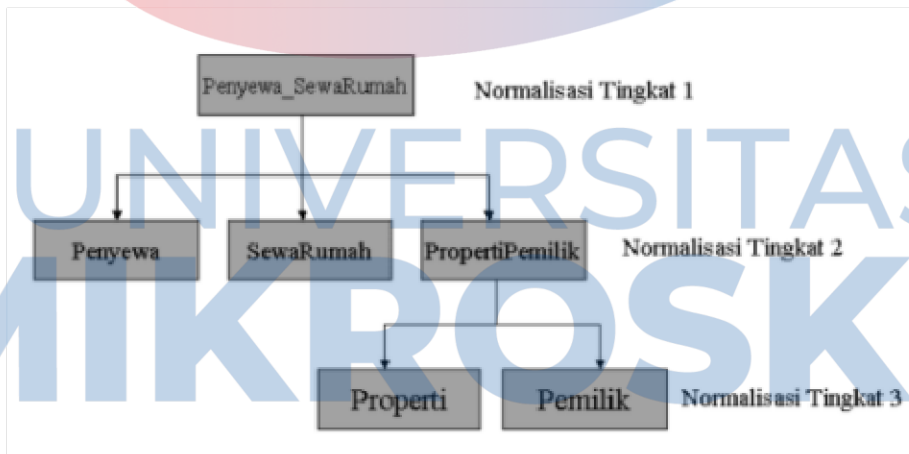 Penyewa_SewaRumah Normalisasi Tingkat 1
UNIVERSITAS
Penyewa SewaRumah PropertiPemilik Normalisasi Tingkat 2
MIKROSK
Properti Pemilik Normalisasi Tingkat 3